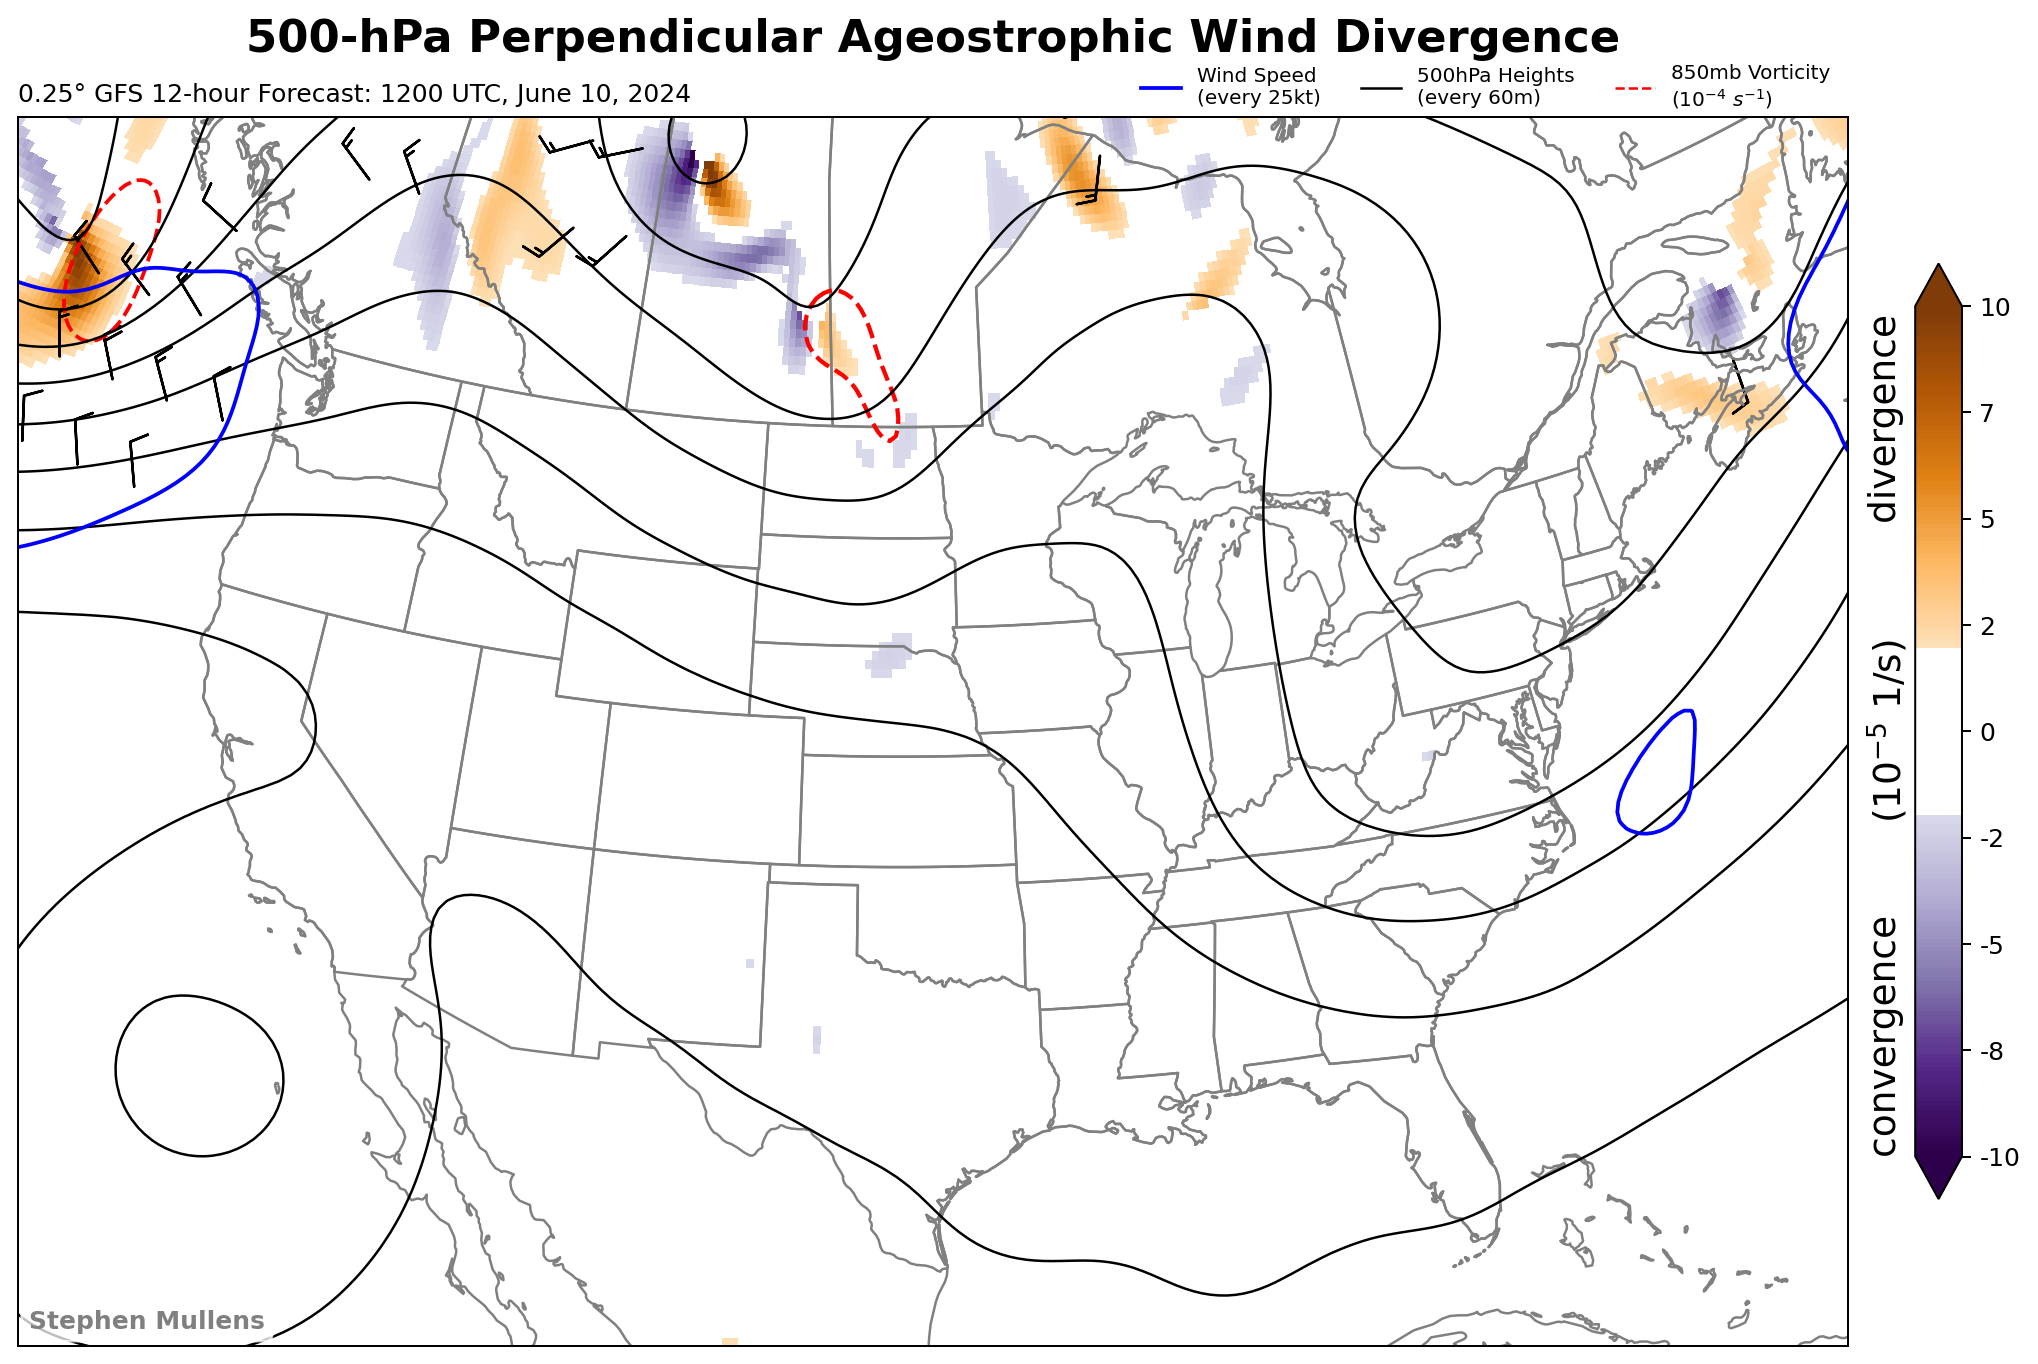 500-hPa Perpendicular Ageostrophic Wind Divergence
0.25° GFS 12-hour Forecast: 1200 UTC, June 10, 2024
Wind Speed
(every 25kt)
500hPa Heights
(every 60m)
850mb Vorticity
(10⁻⁴ s⁻¹)
10
7
5
2
0
-2
-5
-8
-10
divergence
(10⁻⁵ 1/s)
convergence
Stephen Mullens